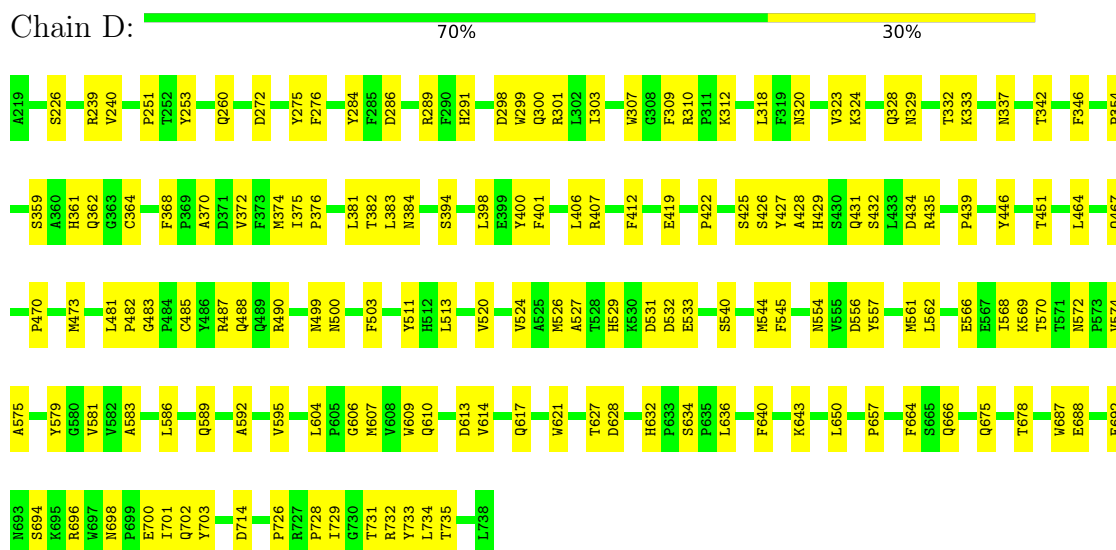 Chain D:
70% 30%
A219 S226 R239 V240 P251 T252 Y253 Q260 D272 Y275 F276 Y284 F285 D286 R289 F290 H291 D298 W299 Q300 R301 L302 I303 W307 G308 F309 R310 P311 K312 L318 F319 N320 V323 K324 Q328 N329 T332 K333 N337 T342 F346
S359 A360 H361 Q362 G363 C364 F368 P369 A370 D371 V372 F373 M374 I375 P376 L381 T382 L383 N384 S394 L398 E399 Y400 F401 L406 R407 F412 E419 P422 S425 S426 Y427 A428 H429 S430 Q431 S432 L433 D434 R435 P439 Y446 T451 L464
P470 M473 L481 P482 G483 P484 C485 Y486 R487 Q488 Q489 R490 N499 N500 F503 Y511 H512 L513 V520 V524 A525 M526 A527 T528 H529 K530 D531 D532 E533 S540 M544 F545 N554 V555 D556 Y557 M561 L562 E566 E567 I568 K569 T570 T571 N572 P573
A575 Y579 G580 V581 V582 A583 L586 Q589 A592 V595 L604 P605 G606 M607 V608 W609 Q610 D613 V614 Q617 W621 T627 D628 H632 P633 S634 P635 L636 F640 K643 L650 P657 F664 S665 Q666 Q675 T678 W687 E688
N693 S694 K695 R696 W697 N698 P699 E700 I701 Q702 Y703 D714 P726 R727 P728 I729 G730 T731 R732 Y733 L734 T735 L738